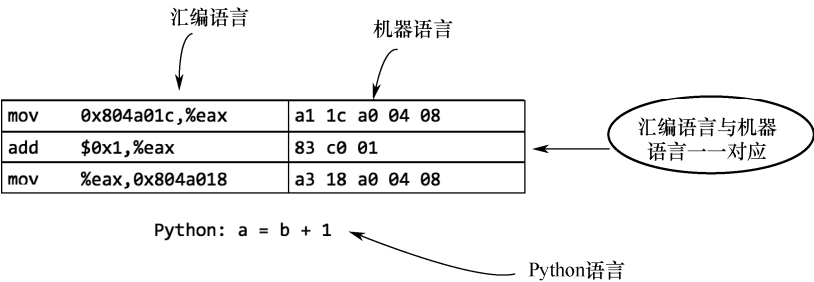 汇编语言
机器语言
mov 0x804a01c,%eax a1 1c a0 04 08
add $0x1,%eax 83 c0 01
mov %eax,0x804a018 a3 18 a0 04 08
汇编语言与机器
语言一一对应
Python: a = b + 1
Python语言